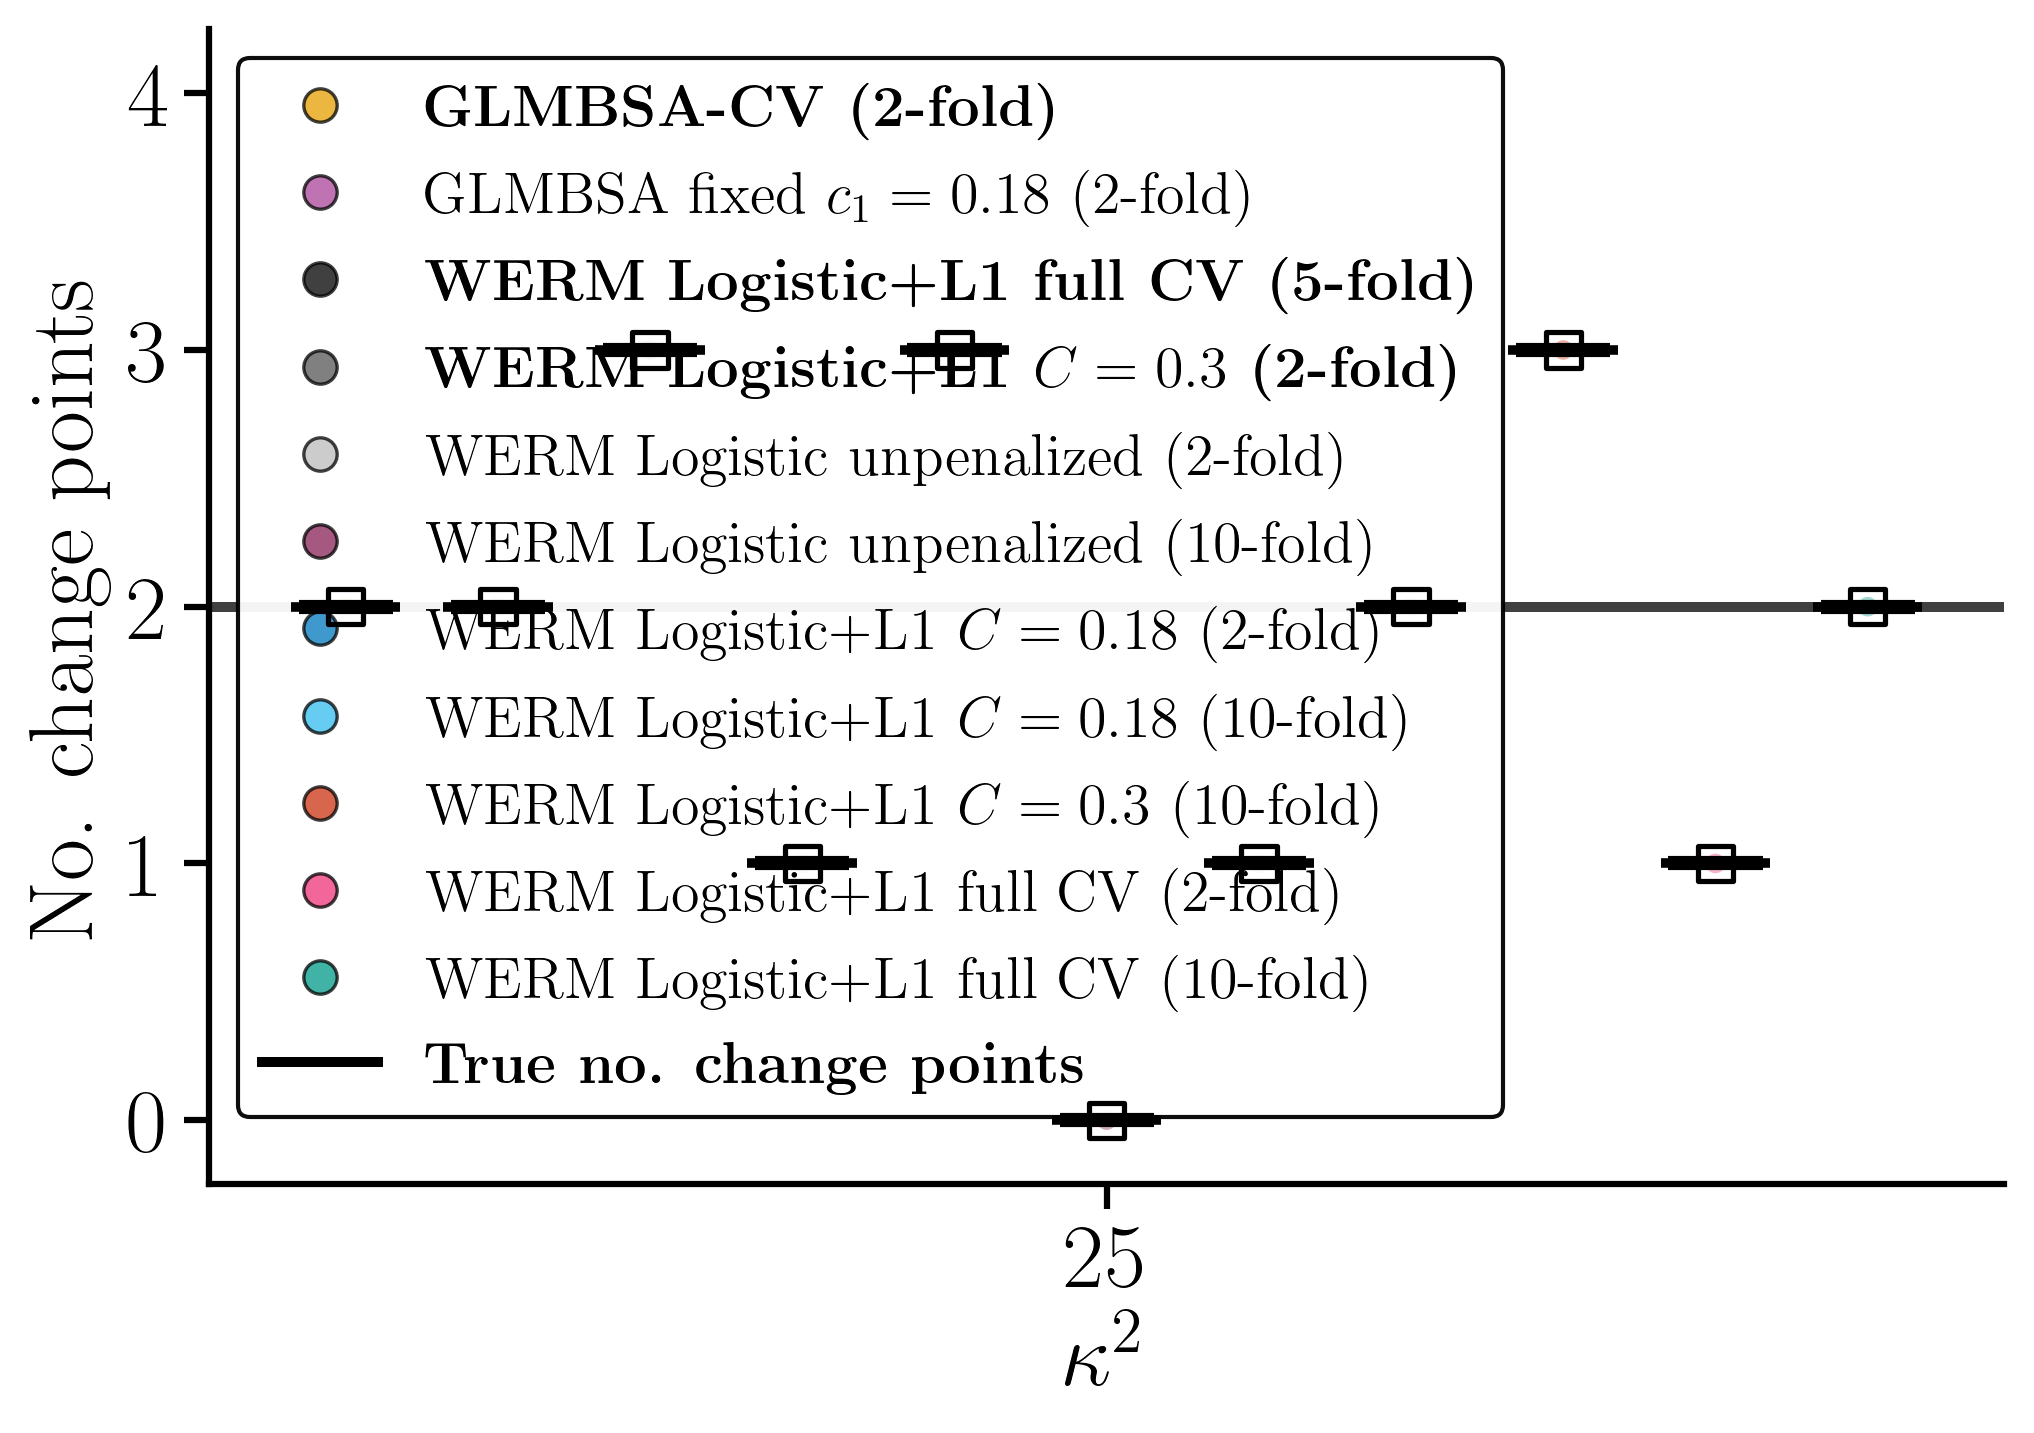 4
3
2
1
0
No. change points
GLMBSA-CV (2-fold)
GLMBSA fixed c₁ = 0.18 (2-fold)
WERM Logistic+L1 full CV (5-fold)
WERM Logistic+L1 C = 0.3 (2-fold)
WERM Logistic unpenalized (2-fold)
WERM Logistic unpenalized (10-fold)
WERM Logistic+L1 C = 0.18 (2-fold)
WERM Logistic+L1 C = 0.18 (10-fold)
WERM Logistic+L1 C = 0.3 (10-fold)
WERM Logistic+L1 full CV (2-fold)
WERM Logistic+L1 full CV (10-fold)
True no. change points
25
κ²